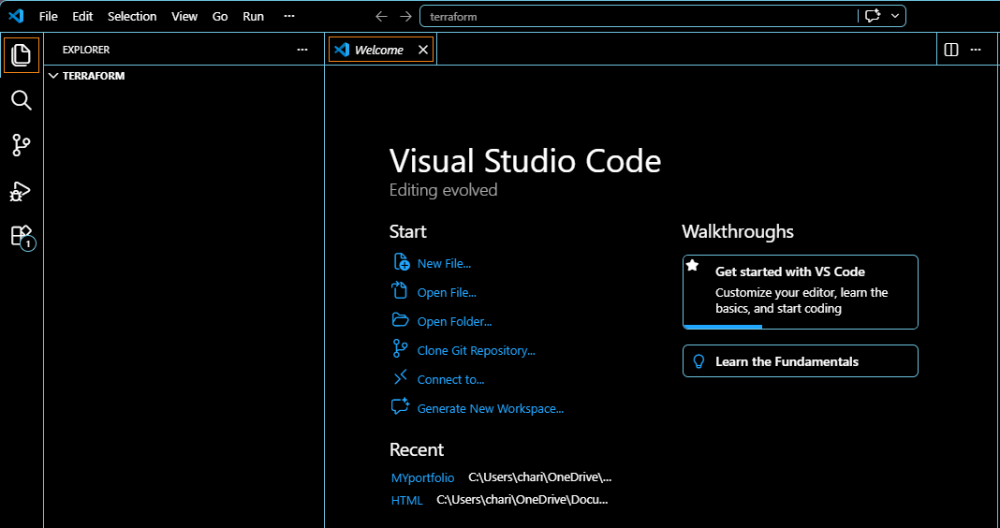 File Edit Selection View Go Run ···
terraform
EXPLORER ···
Welcome
···
TERRAFORM
Visual Studio Code
Editing evolved
Start
New File...
Open File...
Open Folder...
Clone Git Repository...
Connect to...
Generate New Workspace...
Recent
MYportfolio C:\Users\chari\OneDrive\...
HTML C:\Users\chari\OneDrive\Docu...
Walkthroughs
Get started with VS Code
Customize your editor, learn the
basics, and start coding
Learn the Fundamentals
1